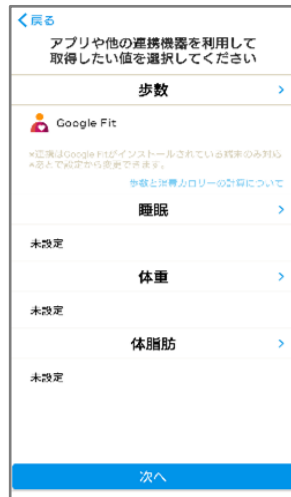 戻る
アプリや他の連携機器を利用して
取得したい値を選択してください
歩数
Google Fit
※連携はGoogle Fitがインストールされている端末のみ対応
※あとで設定から変更できます。
歩数と消費カロリーの計算について
睡眠
未設定
体重
未設定
体脂肪
未設定
次へ